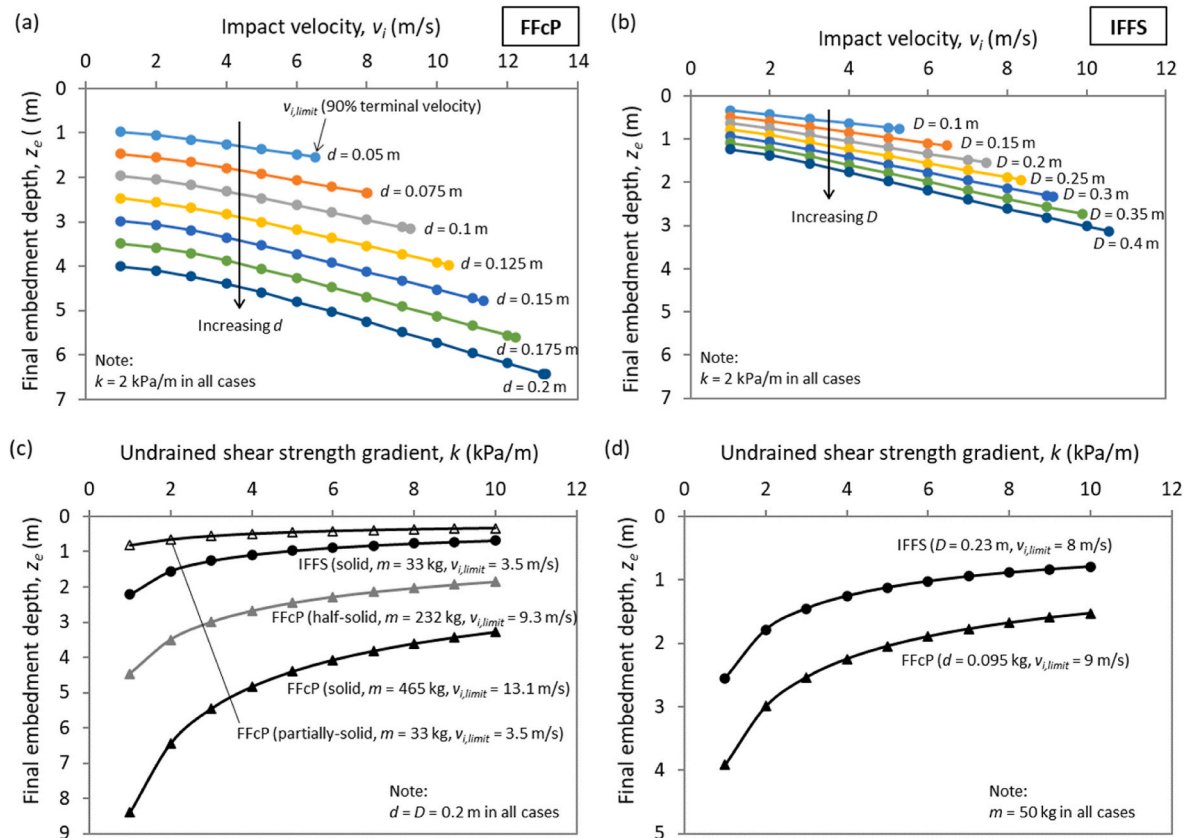 (a)
Impact velocity, vi (m/s)
FFcP
0 2 4 6 8 10 12 14
Final embedment depth, ze ( (m)
0
1
2
3
4
5
6
7
vi,limit (90% terminal velocity)
d = 0.05 m
d = 0.075 m
d = 0.1 m
d = 0.125 m
d = 0.15 m
d = 0.175 m
d = 0.2 m
Increasing d
Note:
k = 2 kPa/m in all cases
(b)
Impact velocity, vi (m/s)
IFFS
0 2 4 6 8 10 12
Final embedment depth, ze (m)
0
1
2
3
4
5
6
7
D = 0.1 m
D = 0.15 m
D = 0.2 m
D = 0.25 m
D = 0.3 m
D = 0.35 m
D = 0.4 m
Increasing D
Note:
k = 2 kPa/m in all cases
(c)
Undrained shear strength gradient, k (kPa/m)
0 2 4 6 8 10 12
Final embedment depth, ze (m)
0
1
2
3
4
5
6
7
8
9
IFFS (solid, m = 33 kg, vi,limit = 3.5 m/s)
FFcP (half-solid, m = 232 kg, vi,limit = 9.3 m/s)
FFcP (solid, m = 465 kg, vi,limit = 13.1 m/s)
FFcP (partially-solid, m = 33 kg, vi,limit = 3.5 m/s)
Note:
d = D = 0.2 m in all cases
(d)
Undrained shear strength gradient, k (kPa/m)
0 2 4 6 8 10 12
Final embedment depth, ze (m)
0
1
2
3
4
5
IFFS (D = 0.23 m, vi,limit = 8 m/s)
FFcP (d = 0.095 kg, vi,limit = 9 m/s)
Note:
m = 50 kg in all cases